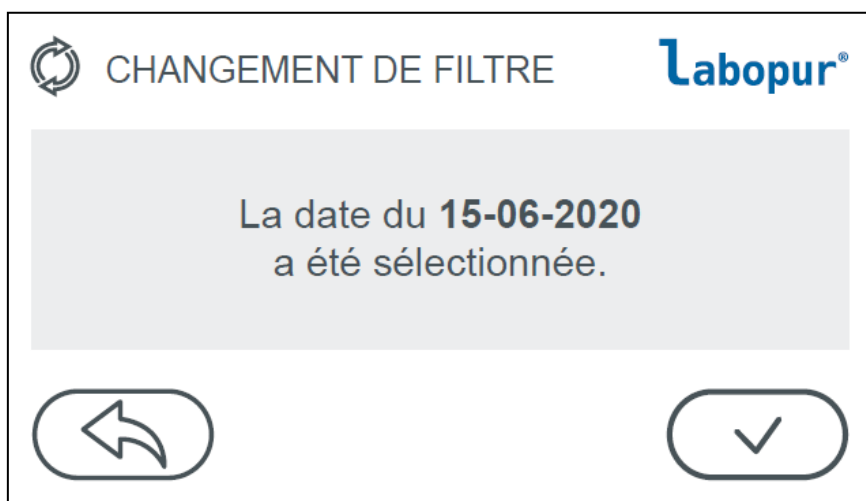 CHANGEMENT DE FILTRE
Labopur®
La date du 15-06-2020
a été sélectionnée.